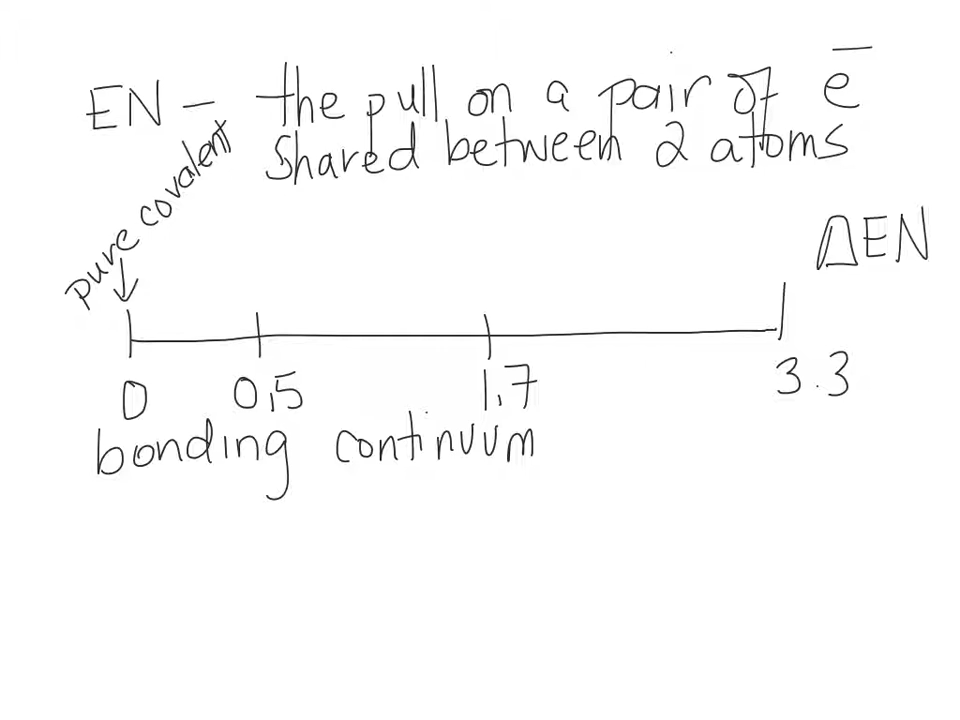 EN – the pull on a pair of e⁻
shared between 2 atoms
pure covalent
ΔEN
0 0,5 1,7 3.3
bonding continuum